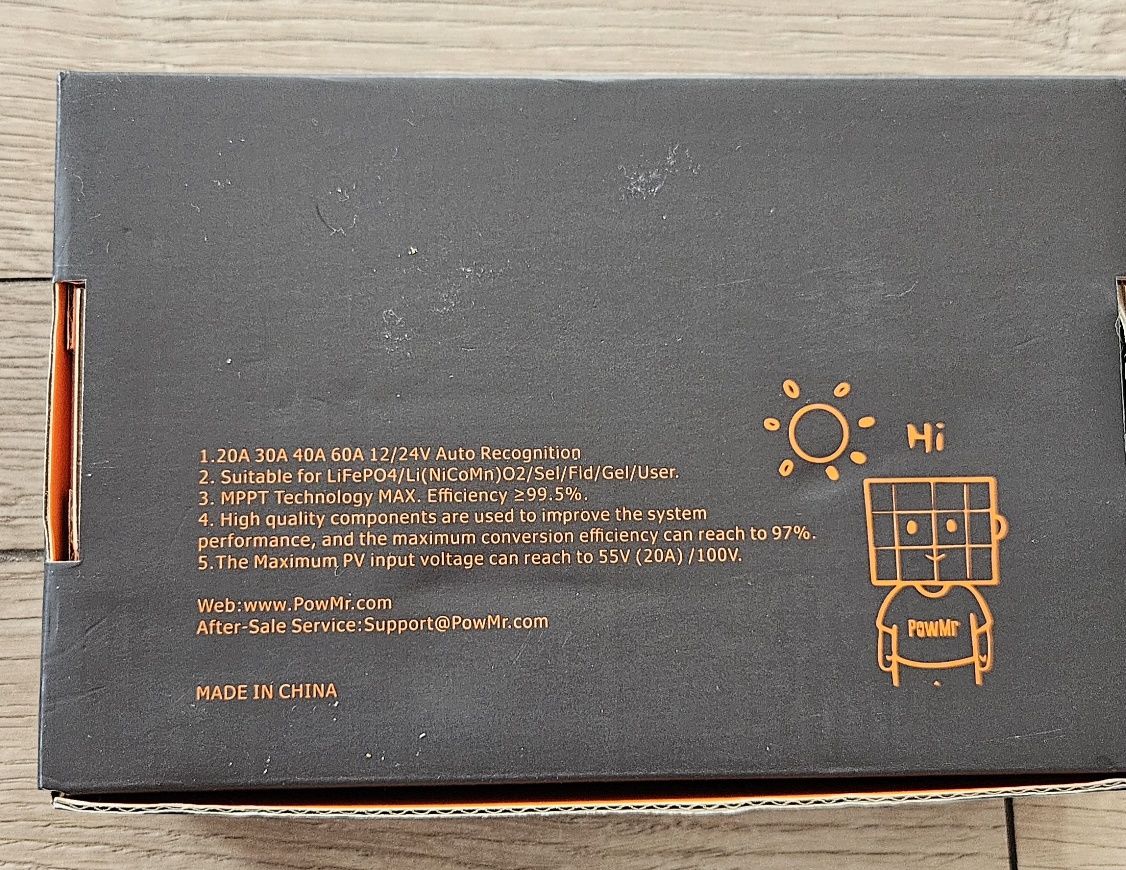 1.20A 30A 40A 60A 12/24V Auto Recognition
2. Suitable for LiFePO4/Li(NiCoMn)O2/Sel/Fld/Gel/User.
3. MPPT Technology MAX. Efficiency ≥99.5%.
4. High quality components are used to improve the system
performance, and the maximum conversion efficiency can reach to 97%.
5.The Maximum PV input voltage can reach to 55V (20A) /100V.
Web:www.PowMr.com
After-Sale Service:Support@PowMr.com
MADE IN CHINA
Hi
PowMr